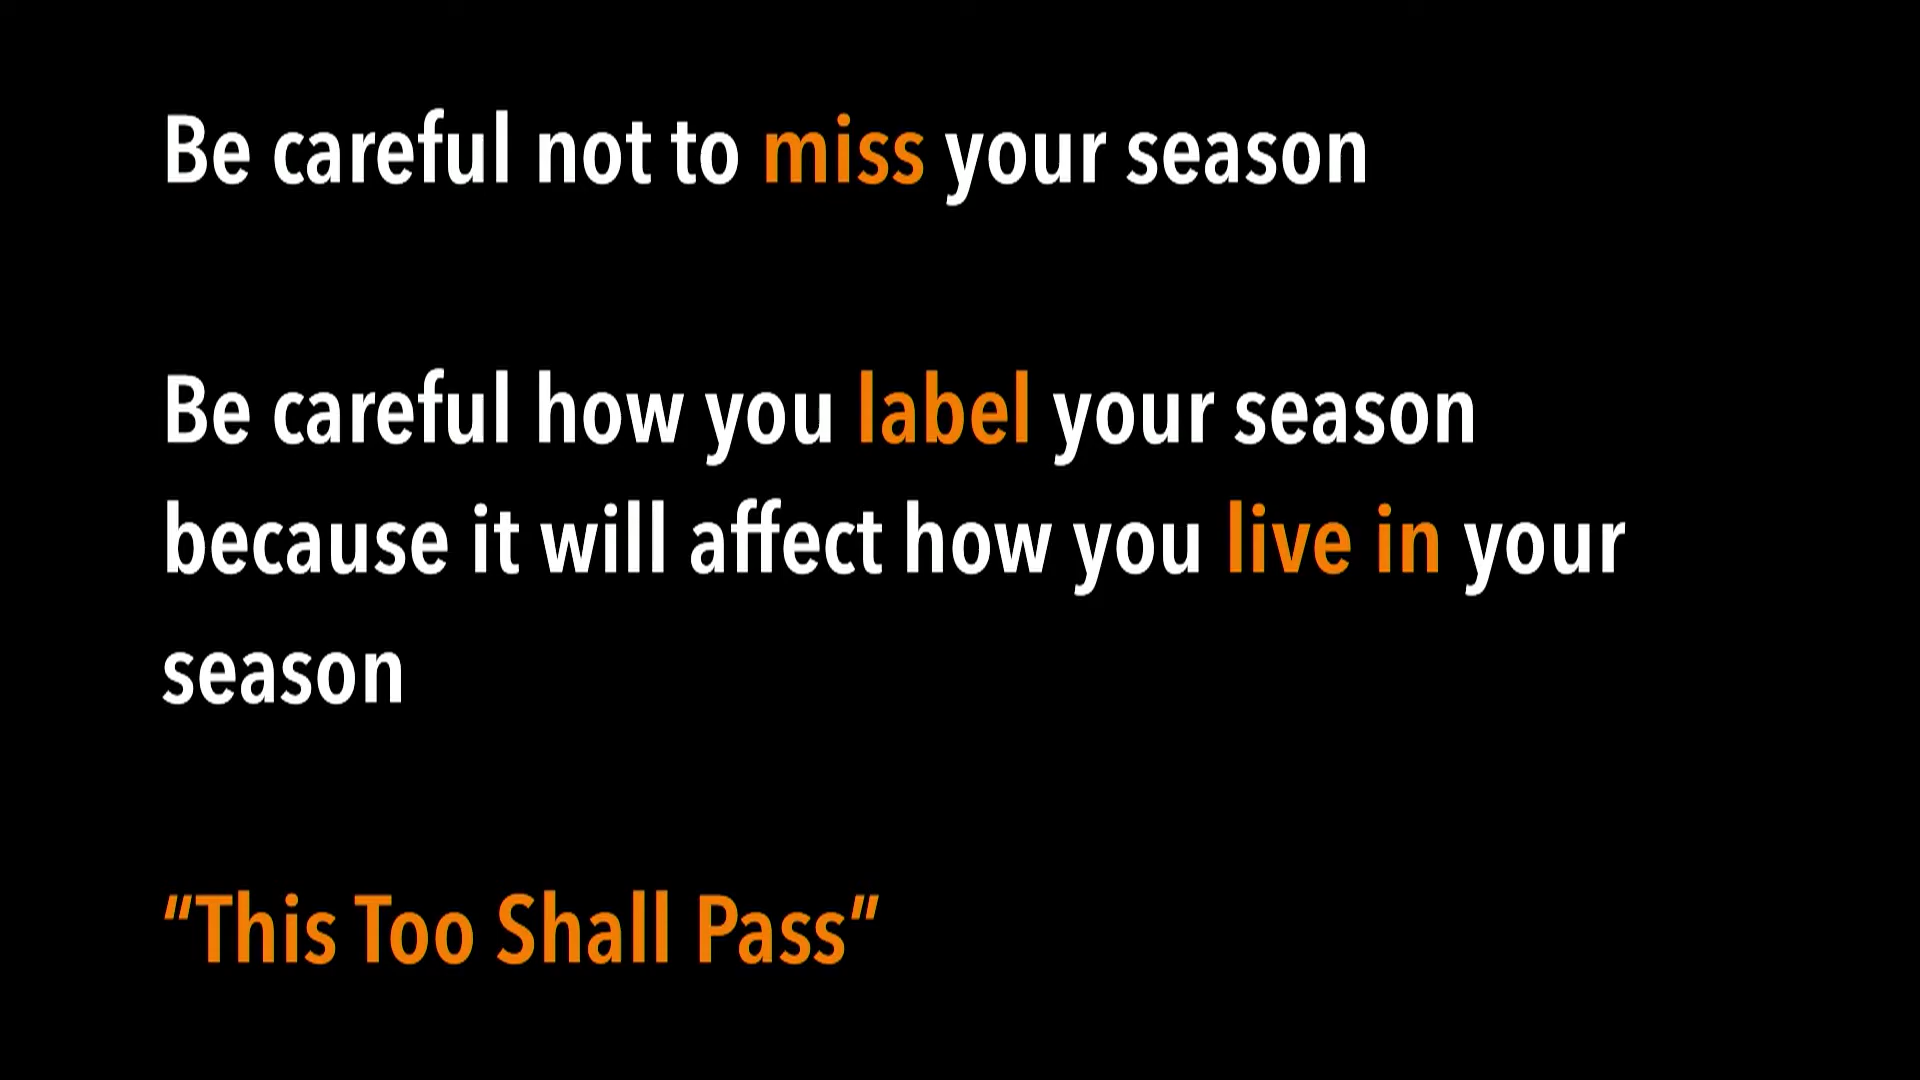 Be careful not to miss your season
Be careful how you label your season
because it will affect how you live in your
season
“This Too Shall Pass”